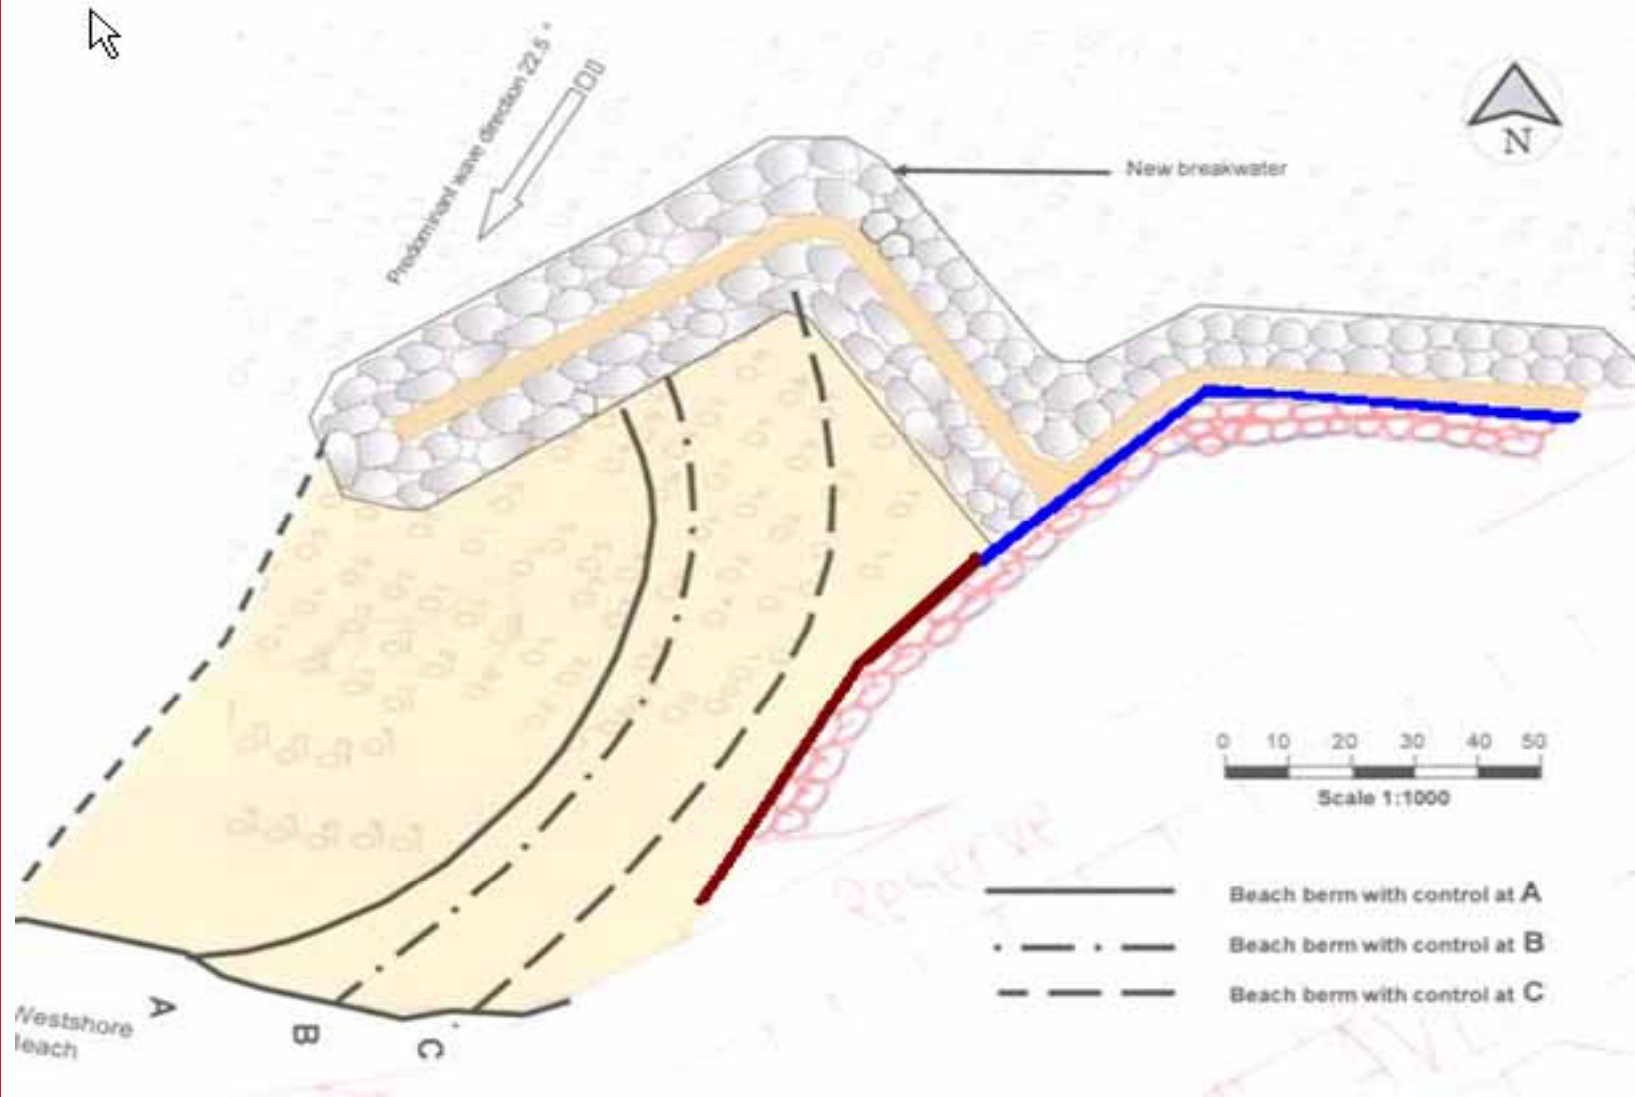 Predominant wave direction 22.5 °
New breakwater
N
0 10 20 30 40 50
Scale 1:1000
Beach berm with control at A
Beach berm with control at B
Beach berm with control at C
A
B
C
Westshore
Beach
Reserve